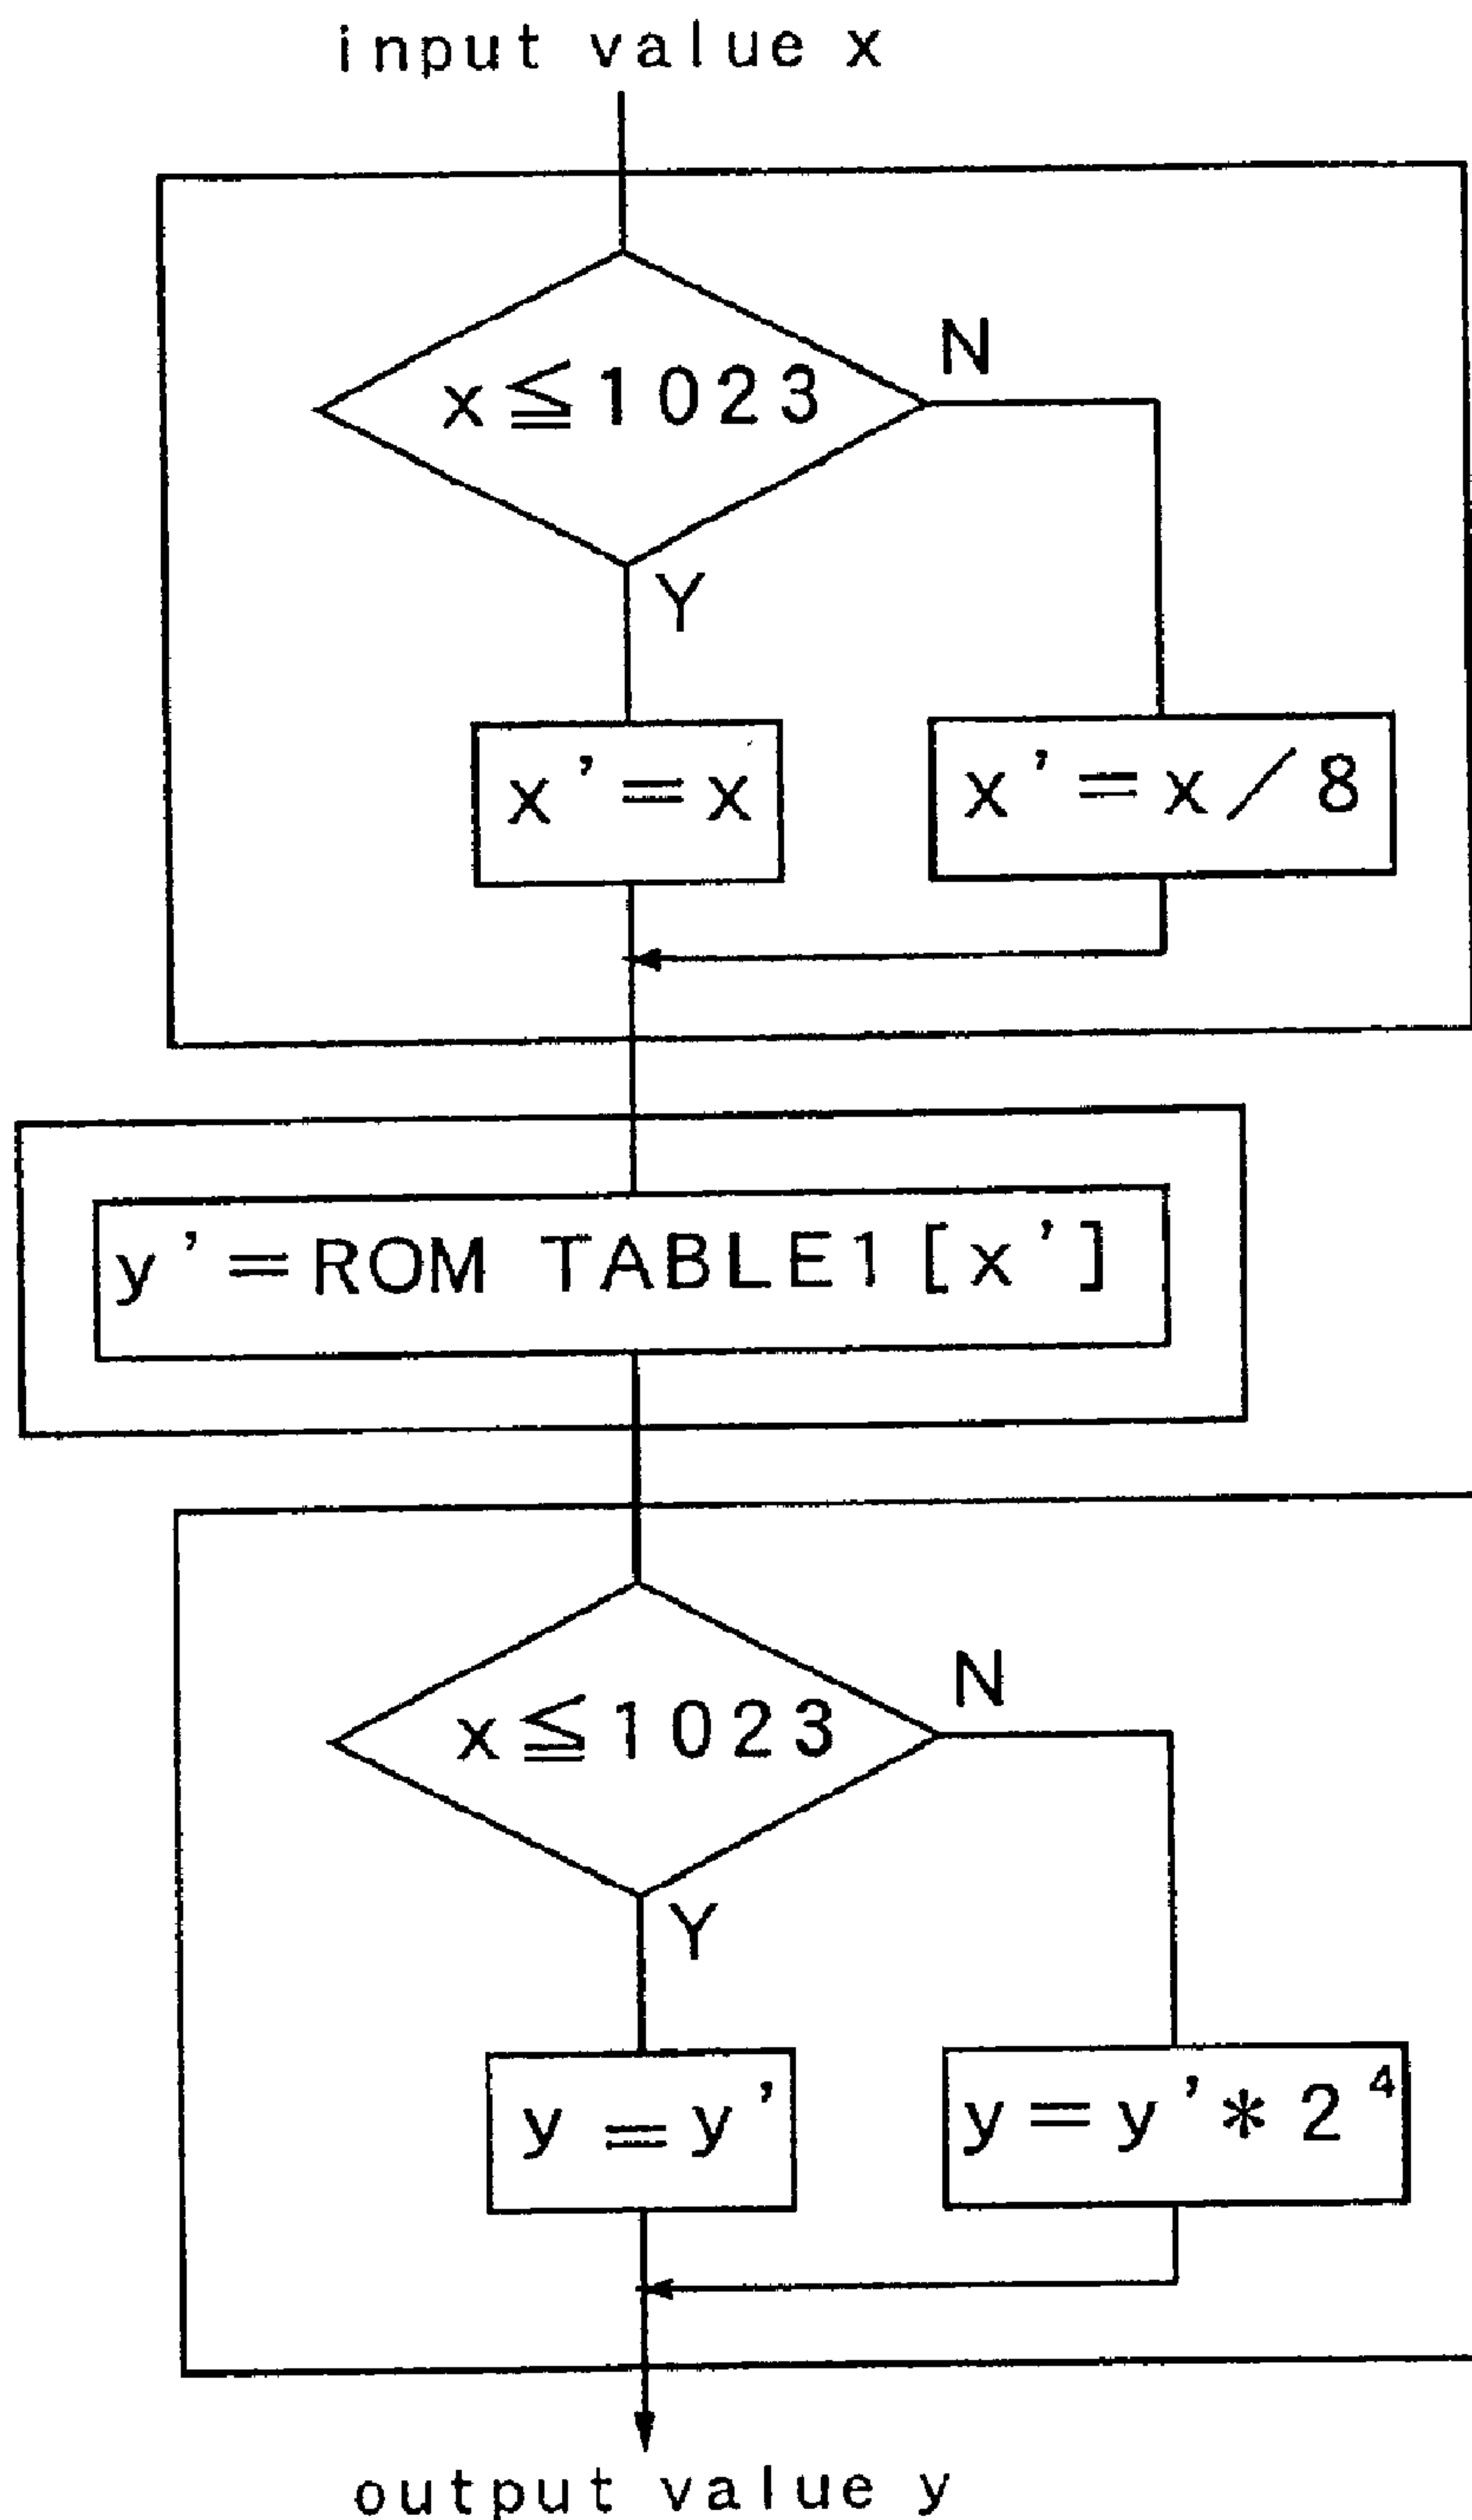 input value x
x≦1023
N
Y
x'=x
x'=x/8
y'=ROM TABLE1[x']
x≦1023
N
Y
y=y'
y=y'*2⁴
output value y